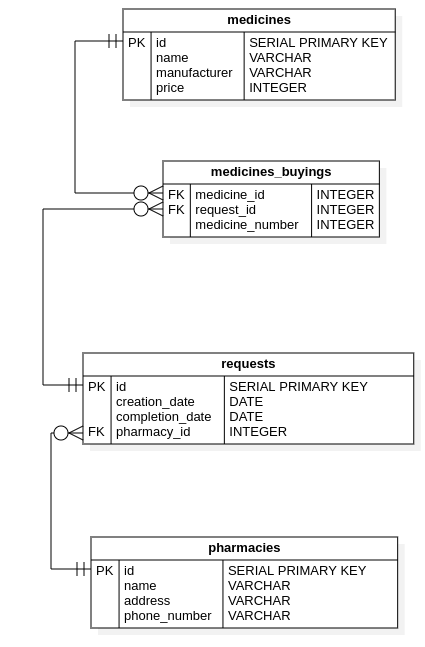 medicines
PK id SERIAL PRIMARY KEY
name VARCHAR
manufacturer VARCHAR
price INTEGER
medicines_buyings
FK medicine_id INTEGER
FK request_id INTEGER
medicine_number INTEGER
requests
PK id SERIAL PRIMARY KEY
creation_date DATE
completion_date DATE
FK pharmacy_id INTEGER
pharmacies
PK id SERIAL PRIMARY KEY
name VARCHAR
address VARCHAR
phone_number VARCHAR